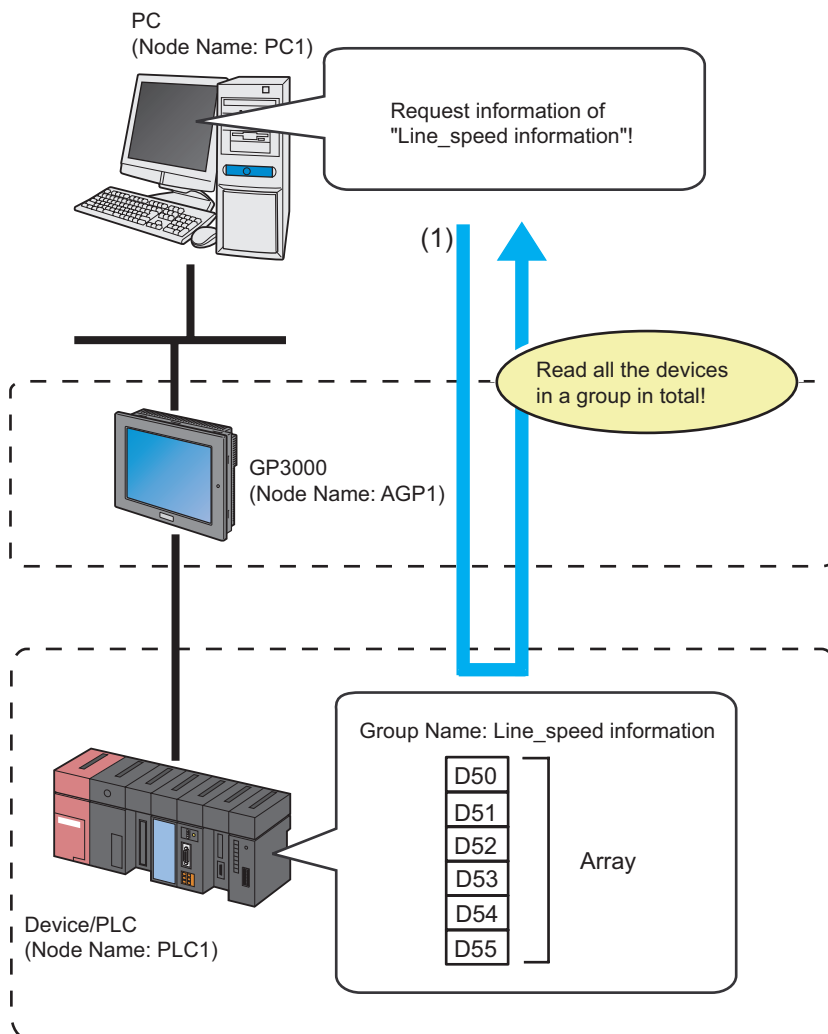 PC
(Node Name: PC1)
Request information of
"Line_speed information"!
(1)
Read all the devices
in a group in total!
GP3000
(Node Name: AGP1)
Group Name: Line_speed information
D50
D51
D52
D53
D54
D55
Array
Device/PLC
(Node Name: PLC1)